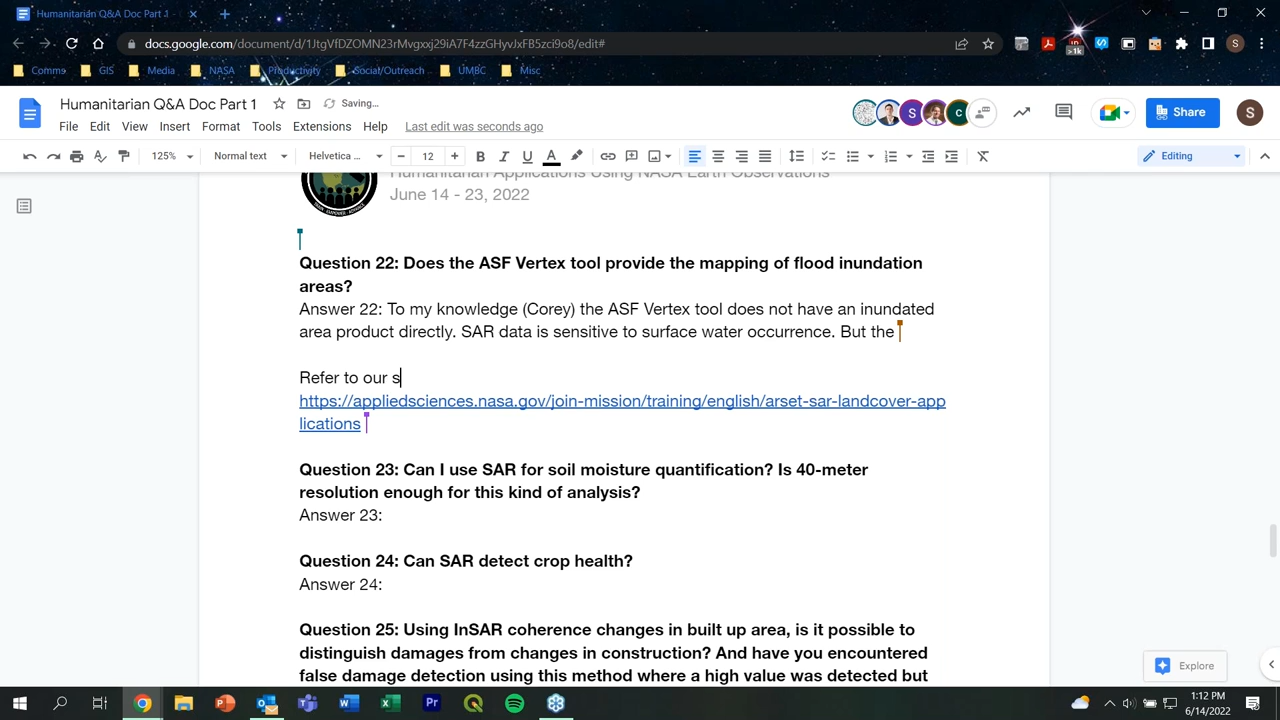 Humanitarian Q&A Doc Part 1
docs.google.com/document/d/1JtgVfDZOMN23rMvgxxj29iA7F4zzGHyvJxFB5zci9o8/edit#
>1k
S
Comms GIS Media NASA Productivity Social/Outreach UMBC Misc
Humanitarian Q&A Doc Part 1 Saving…
S C Share S
File Edit View Insert Format Tools Extensions Help Last edit was seconds ago
125% Normal text Helvetica ... 12 B I U A Editing
Humanitarian Applications Using NASA Earth Observations
June 14 - 23, 2022
Question 22: Does the ASF Vertex tool provide the mapping of flood inundation
areas?
Answer 22: To my knowledge (Corey) the ASF Vertex tool does not have an inundated
area product directly. SAR data is sensitive to surface water occurrence. But the
Refer to our s
https://appliedsciences.nasa.gov/join-mission/training/english/arset-sar-landcover-app
lications
Question 23: Can I use SAR for soil moisture quantification? Is 40-meter
resolution enough for this kind of analysis?
Answer 23:
Question 24: Can SAR detect crop health?
Answer 24:
Question 25: Using InSAR coherence changes in built up area, is it possible to
distinguish damages from changes in construction? And have you encountered
false damage detection using this method where a high value was detected but
Explore
1:12 PM
6/14/2022